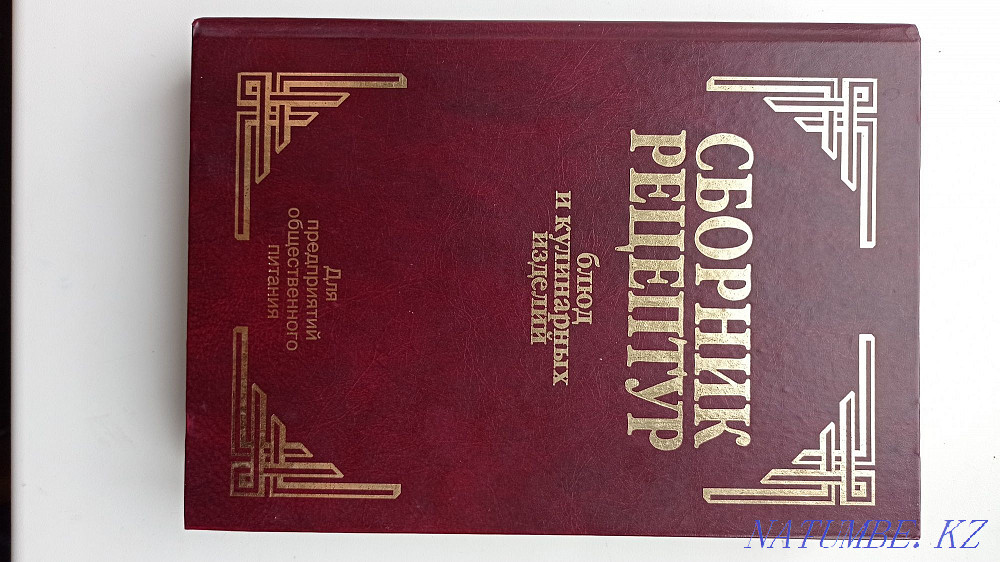 СБОРНИК
РЕЦЕПТУР
блюд
и кулинарных
изделий
Для
предприятий
общественного
питания
NATUMBE.KZ